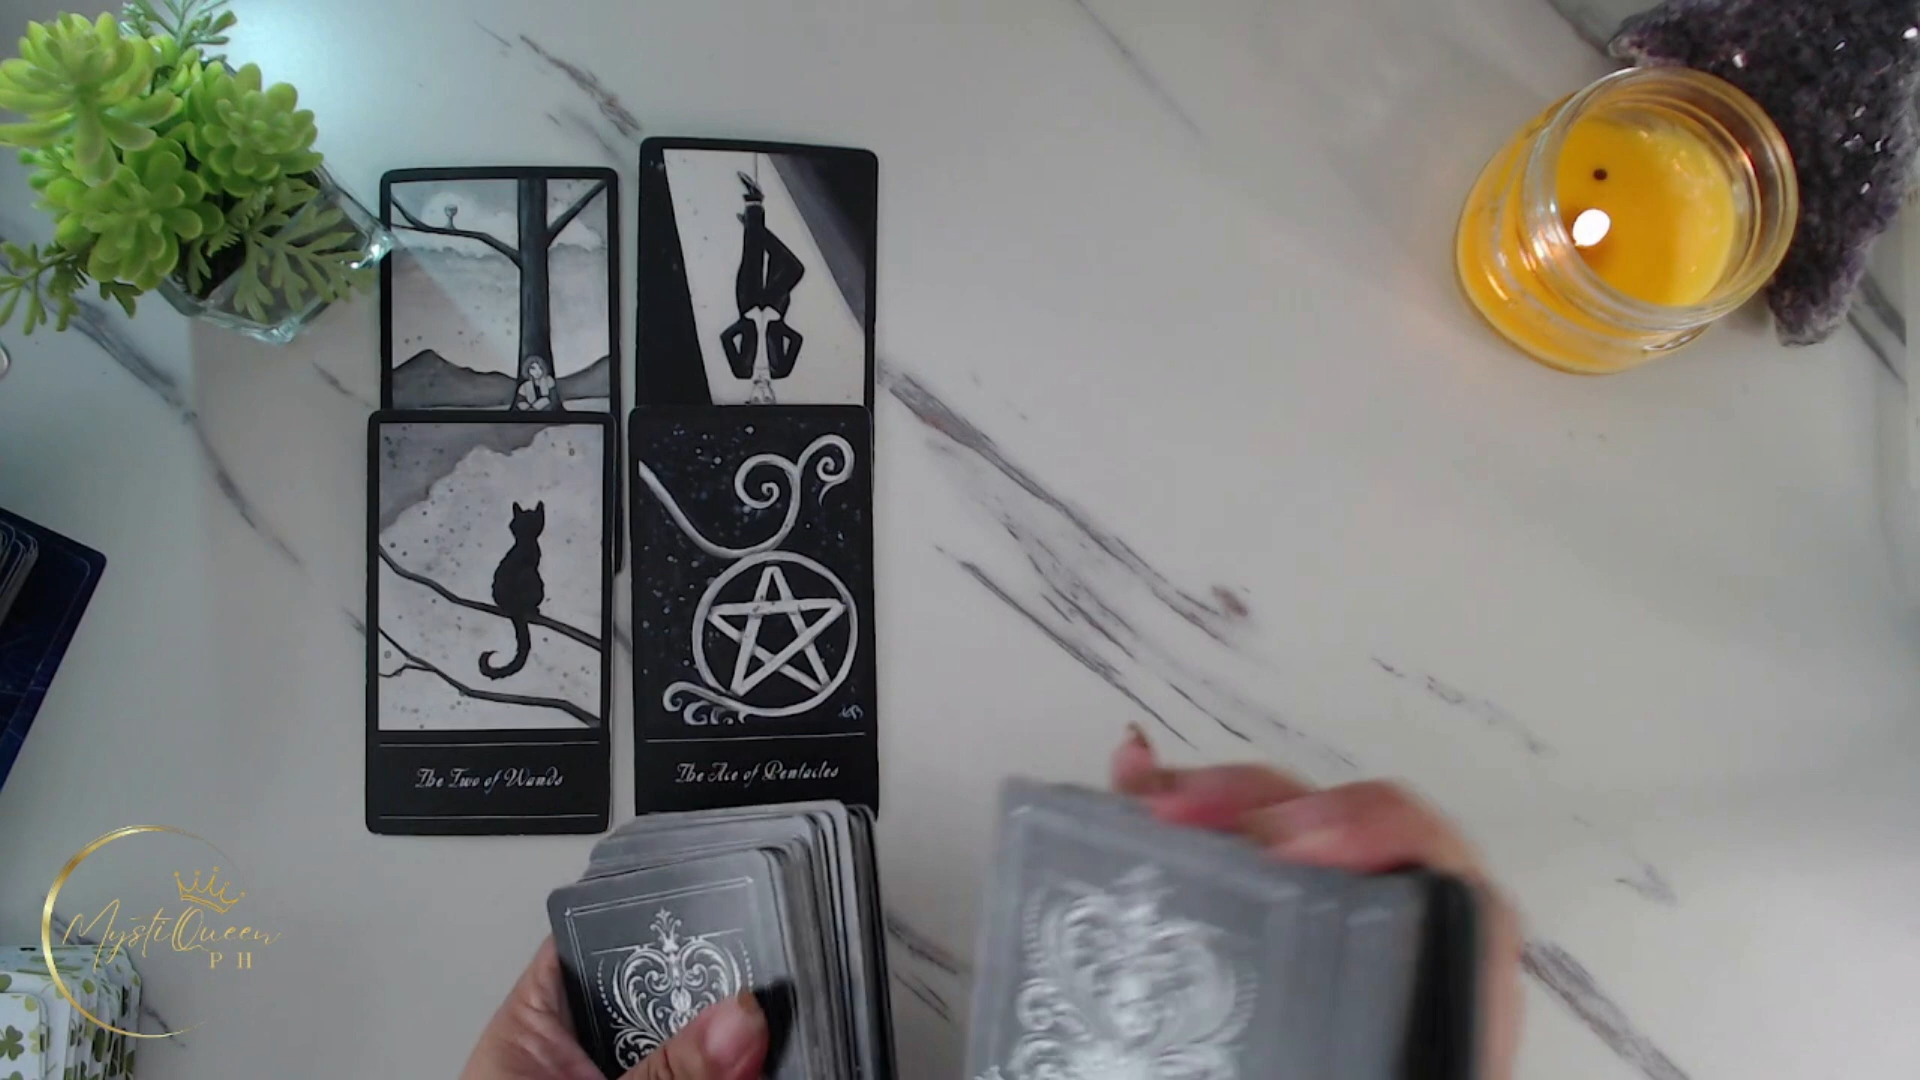 The Two of Wands
The Ace of Pentacles
MystiQueen
PH